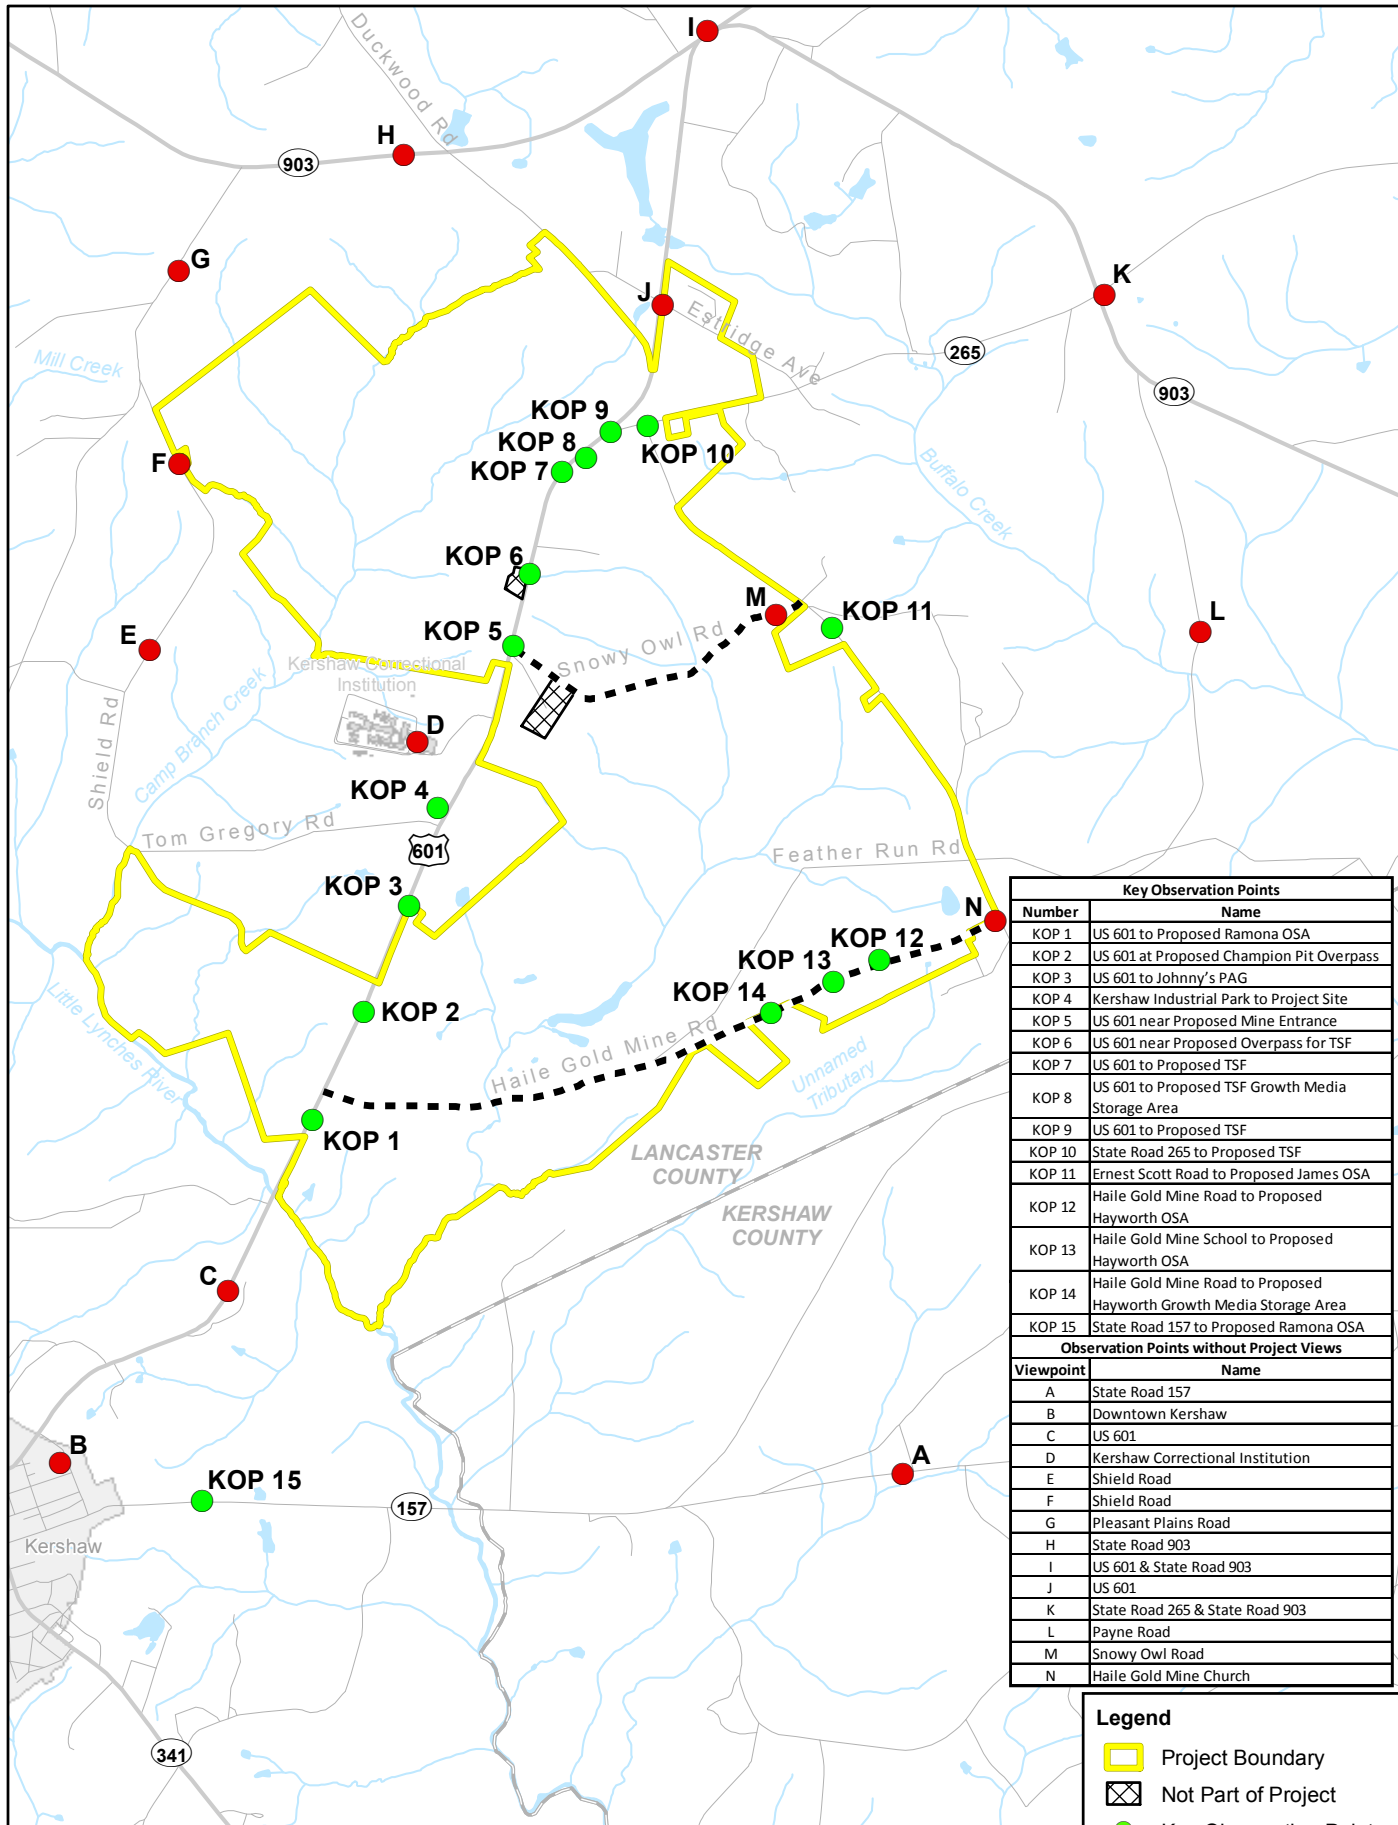 I
Duckwood Rd
H
903
G
K
J
Estridge Ave
265
Mill Creek
903
KOP 9
KOP 8
KOP 10
KOP 7
F
Buffalo Creek
KOP 6
M
KOP 11
L
KOP 5
E
Snowy Owl Rd
Kershaw Correctional
Institution
Shield Rd
Camp Branch Creek
D
KOP 4
Tom Gregory Rd
601
Feather Run Rd
KOP 3
N
KOP 12
KOP 13
KOP 14
KOP 2
Little Lynches River
Haile Gold Mine Rd
Unnamed
Tributary
KOP 1
LANCASTER
COUNTY
KERSHAW
COUNTY
C
B
A
KOP 15
157
Kershaw
341
Key Observation Points
Number Name
KOP 1 US 601 to Proposed Ramona OSA
KOP 2 US 601 at Proposed Champion Pit Overpass
KOP 3 US 601 to Johnny's PAG
KOP 4 Kershaw Industrial Park to Project Site
KOP 5 US 601 near Proposed Mine Entrance
KOP 6 US 601 near Proposed Overpass for TSF
KOP 7 US 601 to Proposed TSF
KOP 8 US 601 to Proposed TSF Growth Media
Storage Area
KOP 9 US 601 to Proposed TSF
KOP 10 State Road 265 to Proposed TSF
KOP 11 Ernest Scott Road to Proposed James OSA
KOP 12 Haile Gold Mine Road to Proposed
Hayworth OSA
KOP 13 Haile Gold Mine School to Proposed
Hayworth OSA
KOP 14 Haile Gold Mine Road to Proposed
Hayworth Growth Media Storage Area
KOP 15 State Road 157 to Proposed Ramona OSA
Observation Points without Project Views
Viewpoint Name
A State Road 157
B Downtown Kershaw
C US 601
D Kershaw Correctional Institution
E Shield Road
F Shield Road
G Pleasant Plains Road
H State Road 903
I US 601 & State Road 903
J US 601
K State Road 265 & State Road 903
L Payne Road
M Snowy Owl Road
N Haile Gold Mine Church
Legend
Project Boundary
Not Part of Project